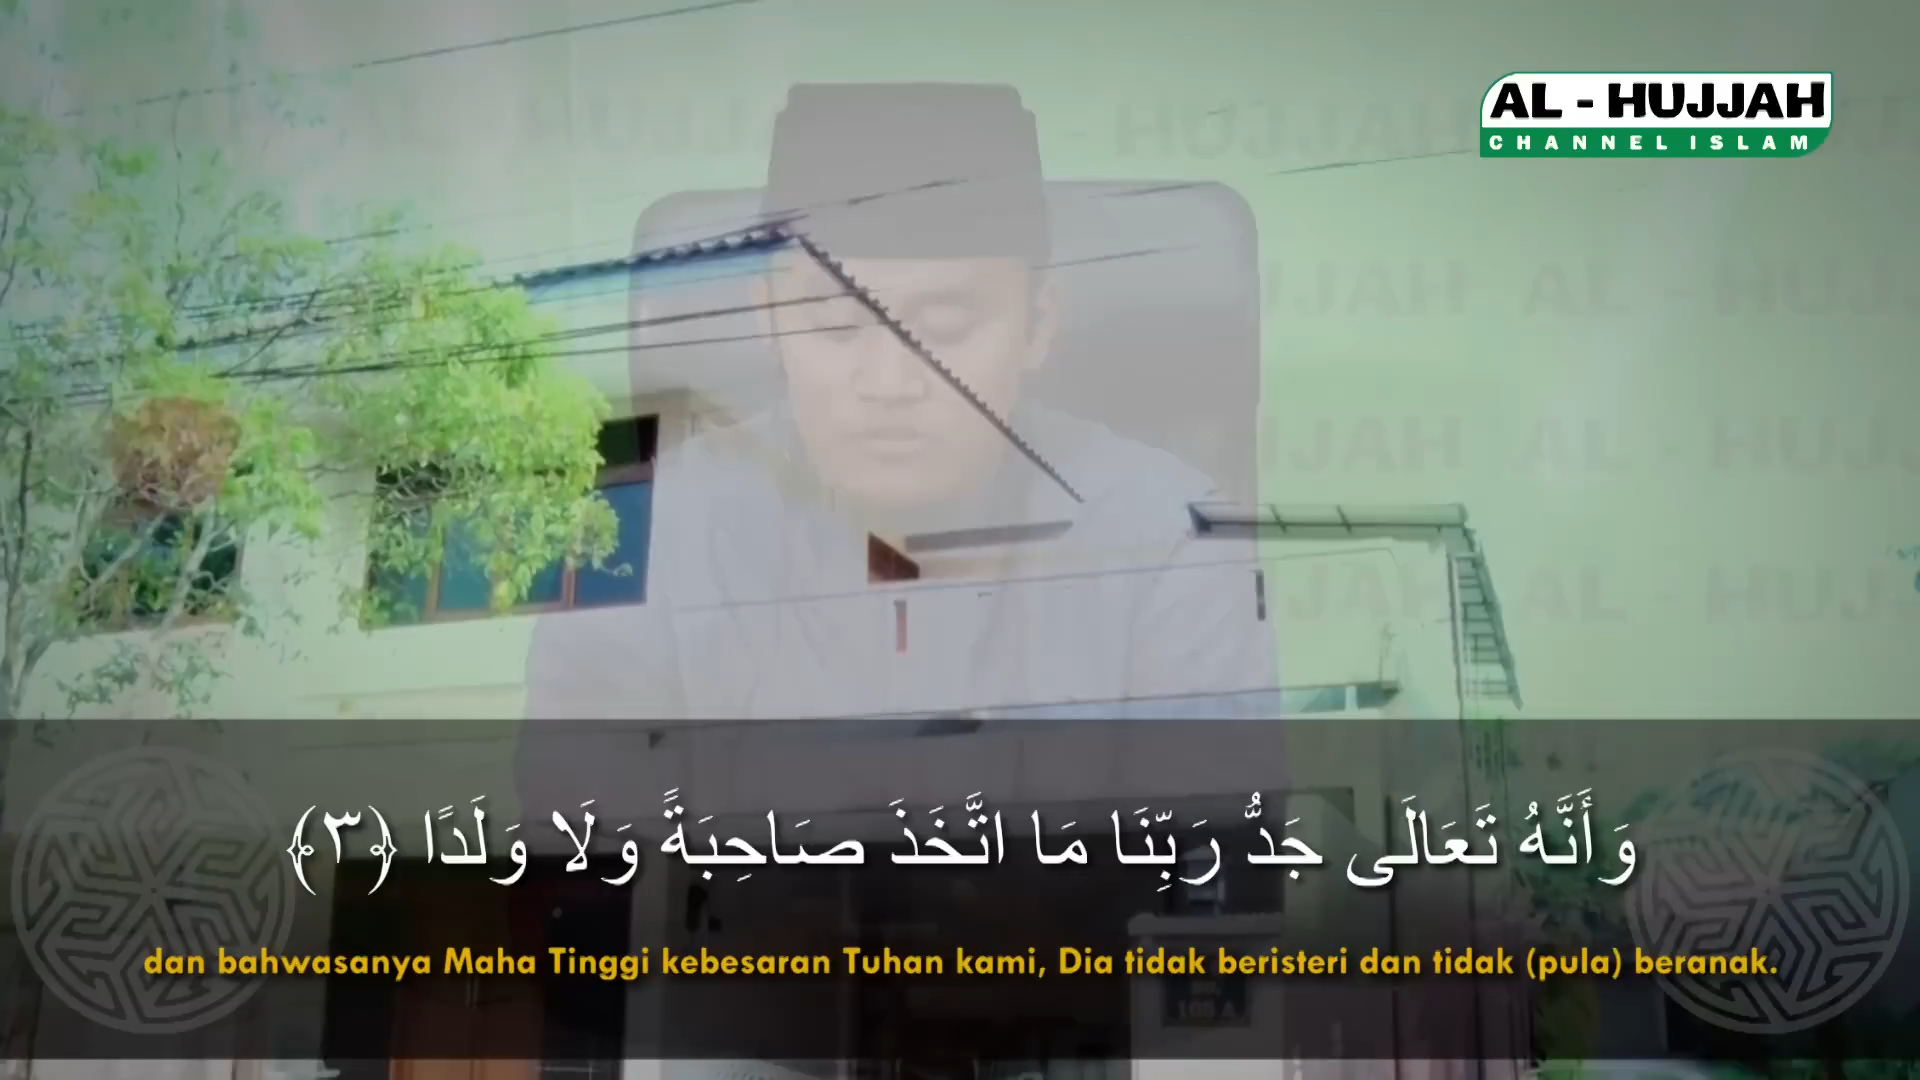 AL - HUJJAH
CHANNEL ISLAM
وَأَنَّهُ تَعَالَى جَدُّ رَبِّنَا مَا اتَّخَذَ صَاحِبَةً وَلَا وَلَدًا ﴿٣﴾
dan bahwasanya Maha Tinggi kebesaran Tuhan kami, Dia tidak beristeri dan tidak (pula) beranak.